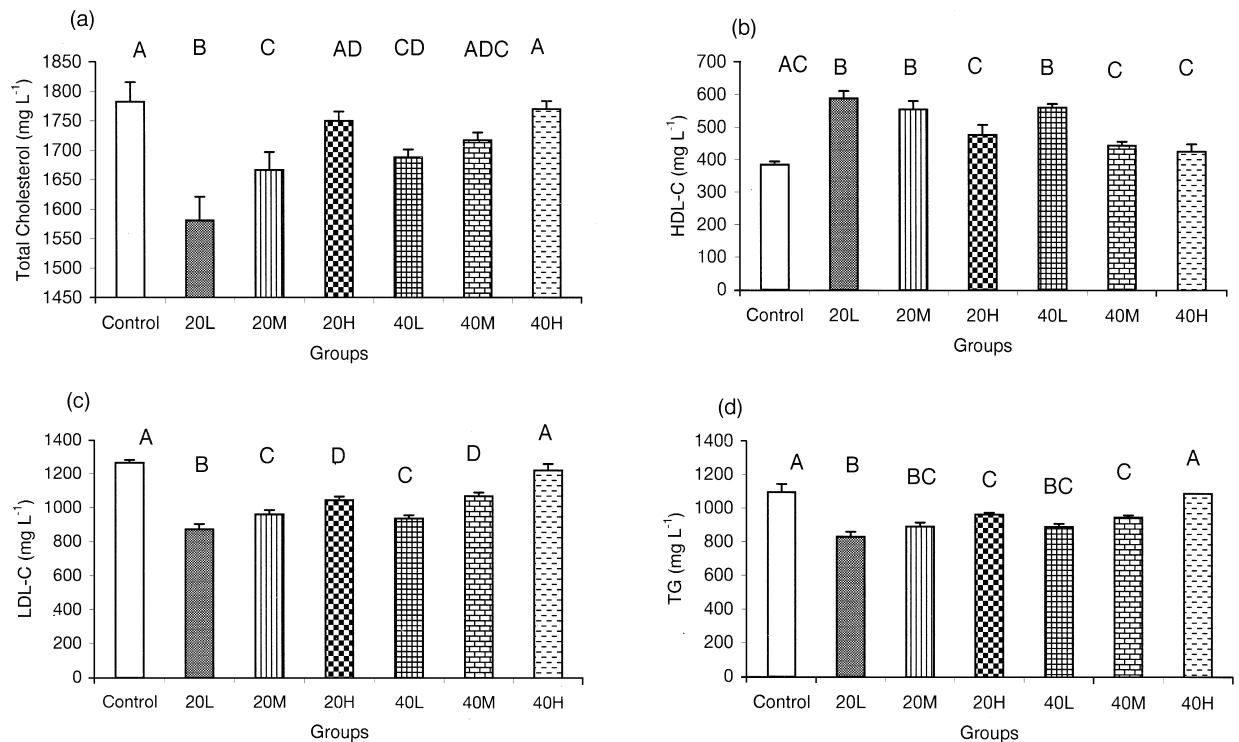 (a)
A B C AD CD ADC A
Total Cholesterol (mg L⁻¹)
1850
1800
1750
1700
1650
1600
1550
1500
1450
Control 20L 20M 20H 40L 40M 40H
Groups
(b)
AC B B C B C C
HDL-C (mg L⁻¹)
700
600
500
400
300
200
100
0
Control 20L 20M 20H 40L 40M 40H
Groups
(c)
A B C D C D A
LDL-C (mg L⁻¹)
1400
1200
1000
800
600
400
200
0
Control 20L 20M 20H 40L 40M 40H
Groups
(d)
A B BC C BC C A
TG (mg L⁻¹)
1400
1200
1000
800
600
400
200
0
Control 20L 20M 20H 40L 40M 40H
Groups